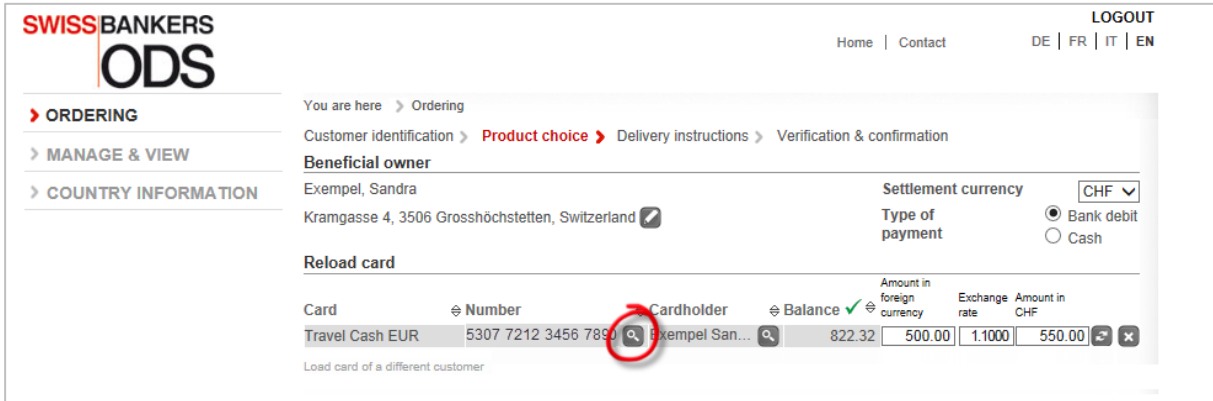 SWISS BANKERS
ODS
LOGOUT
Home | Contact
DE | FR | IT | EN
ORDERING
MANAGE & VIEW
COUNTRY INFORMATION
You are here > Ordering
Customer identification > Product choice > Delivery instructions > Verification & confirmation
Beneficial owner
Exempel, Sandra
Kramgasse 4, 3506 Grosshöchstetten, Switzerland
Settlement currency CHF
Type of payment
Bank debit
Cash
Reload card
Card Number Cardholder Balance Amount in foreign currency Exchange rate Amount in CHF
Travel Cash EUR 5307 7212 3456 7890 Exempel San... 822.32 500.00 1.1000 550.00
Load card of a different customer